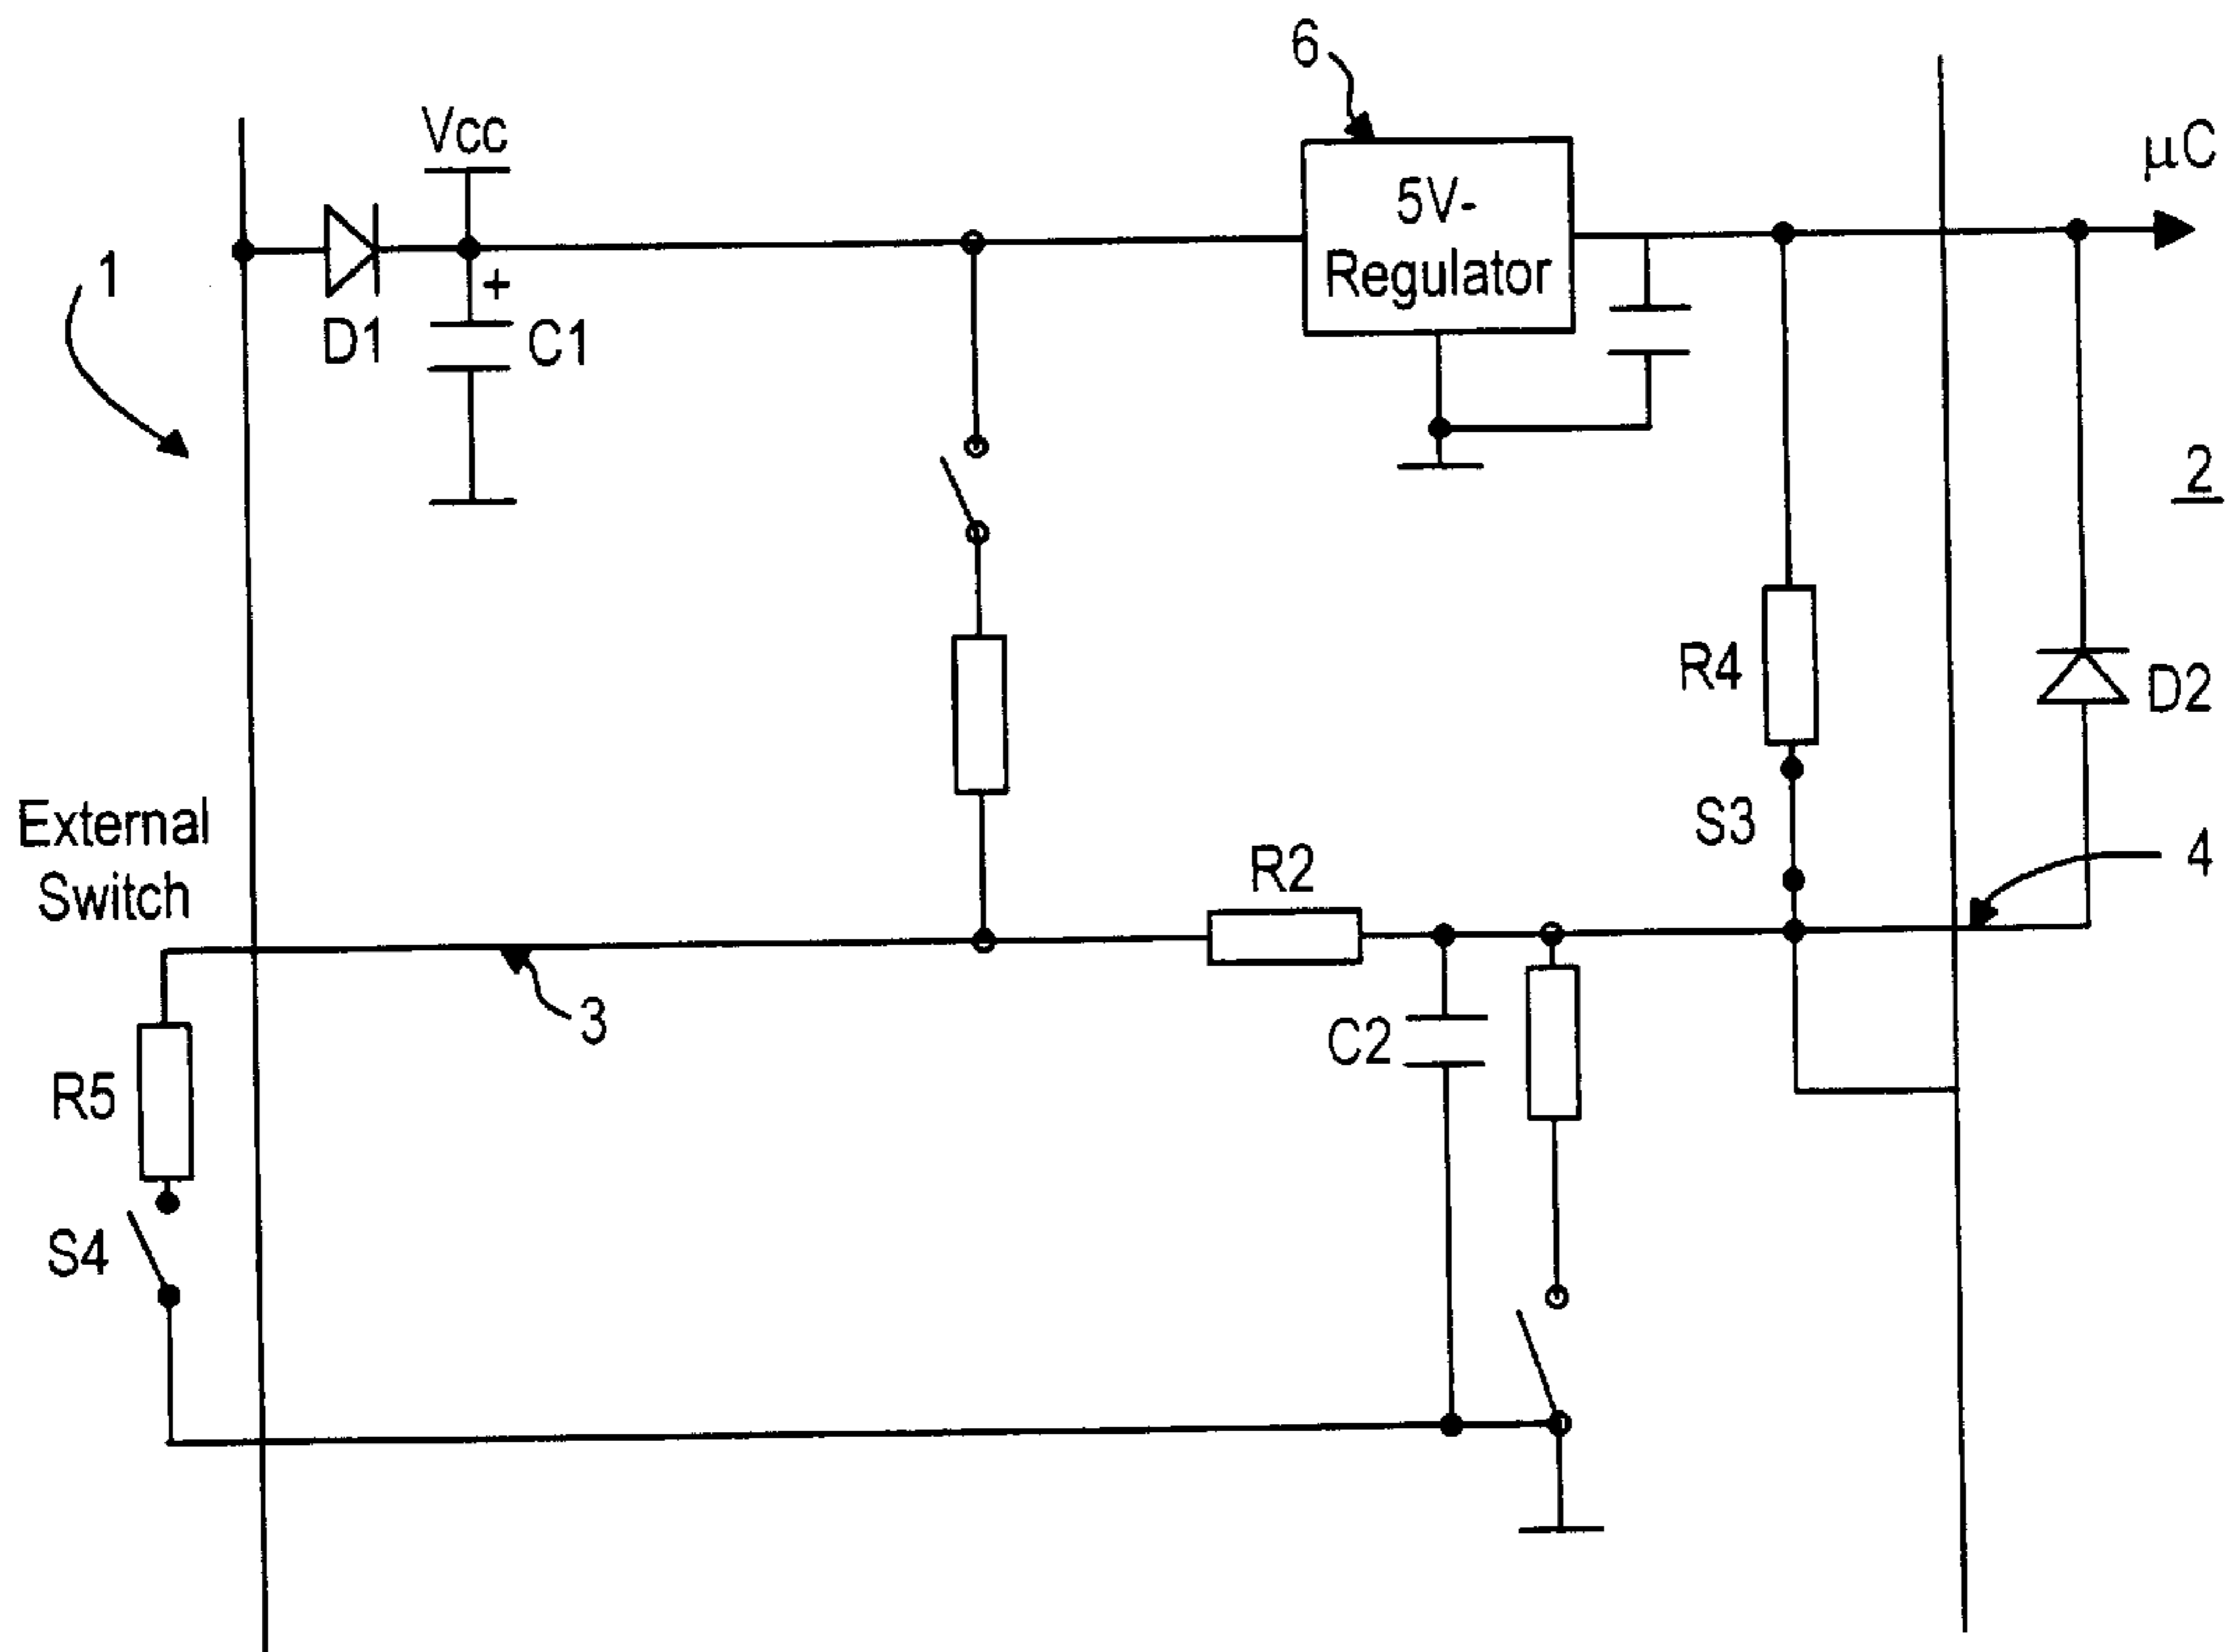 6
Vcc
µC
5V-
Regulator
1
+
D1
C1
2
R4
D2
External
Switch
S3
4
R2
3
C2
R5
S4